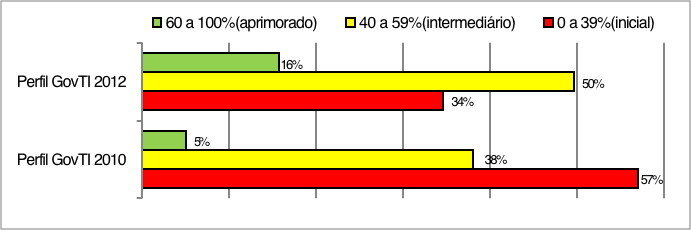 60 a 100%(aprimorado) 40 a 59%(intermediário) 0 a 39%(inicial)
Perfil GovTI 2012
16%
50%
34%
Perfil GovTI 2010
5%
38%
57%